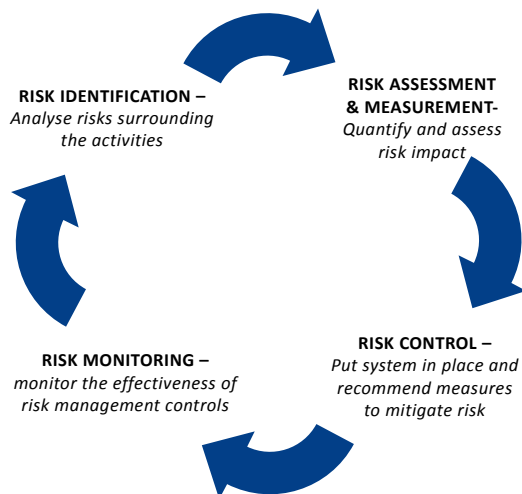 RISK IDENTIFICATION –
Analyse risks surrounding
the activities
RISK ASSESSMENT
& MEASUREMENT-
Quantify and assess
risk impact
RISK CONTROL –
Put system in place and
recommend measures
to mitigate risk
RISK MONITORING –
monitor the effectiveness of
risk management controls